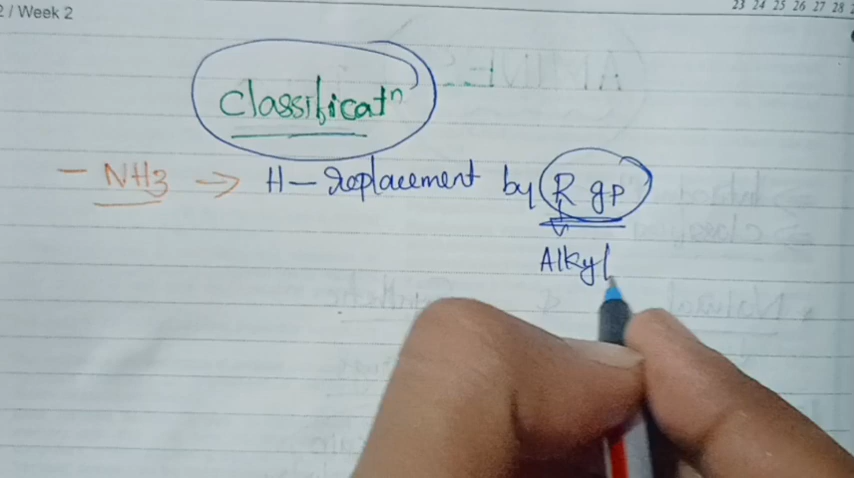 2 / Week 2
23 24 25 26 27 28
Classificatⁿ
– NH3 → H – replacement by R gp
Alkyl